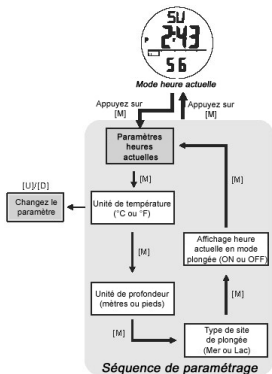 SU
P 2:43
56
Mode heure actuelle
Appuyez sur
[M]
Appuyez sur
[M]
Paramètres
heures
actuelles
[M]
[M]
[U]/[D]
Changez le
paramètre
Unité de température
(°C ou °F)
[M]
Affichage heure
actuelle en mode
plongée (ON ou OFF)
Unité de profondeur
(mètres ou pieds)
[M]
[M]
Type de site
de plongée
(Mer ou Lac)
Séquence de paramétrage